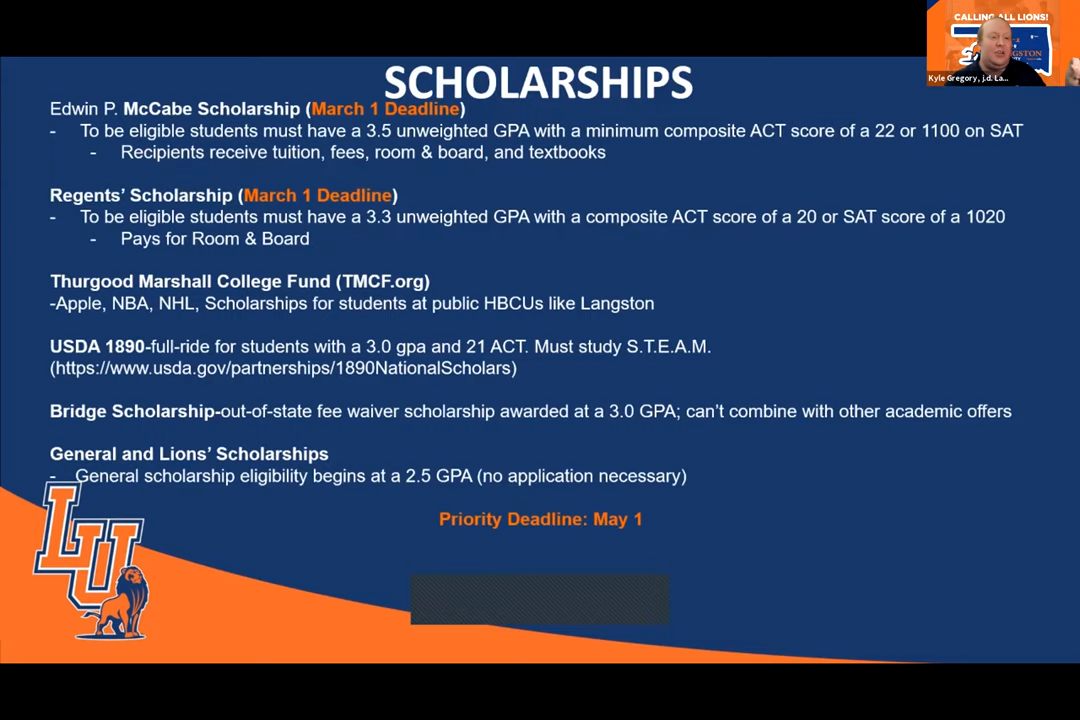 CALLING ALL LIONS!
Kyle Gregory, j.d. La...
SCHOLARSHIPS
Edwin P. McCabe Scholarship (March 1 Deadline)
- To be eligible students must have a 3.5 unweighted GPA with a minimum composite ACT score of a 22 or 1100 on SAT
- Recipients receive tuition, fees, room & board, and textbooks
Regents’ Scholarship (March 1 Deadline)
- To be eligible students must have a 3.3 unweighted GPA with a composite ACT score of a 20 or SAT score of a 1020
- Pays for Room & Board
Thurgood Marshall College Fund (TMCF.org)
-Apple, NBA, NHL, Scholarships for students at public HBCUs like Langston
USDA 1890-full-ride for students with a 3.0 gpa and 21 ACT. Must study S.T.E.A.M.
(https://www.usda.gov/partnerships/1890NationalScholars)
Bridge Scholarship-out-of-state fee waiver scholarship awarded at a 3.0 GPA; can’t combine with other academic offers
General and Lions’ Scholarships
- General scholarship eligibility begins at a 2.5 GPA (no application necessary)
Priority Deadline: May 1
LU